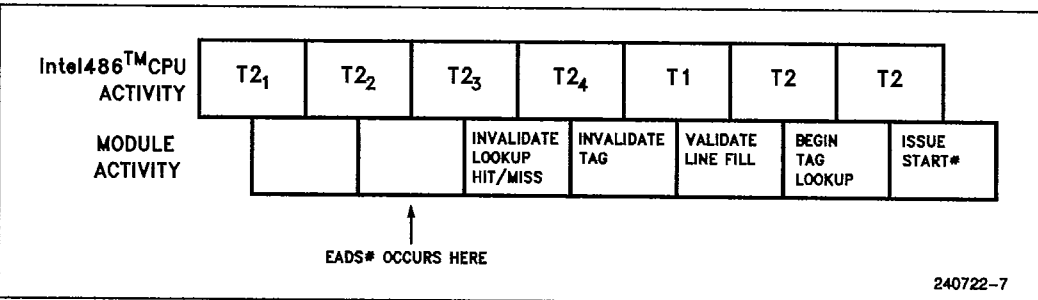 Intel486™CPU
ACTIVITY
T2₁ T2₂ T2₃ T2₄ T1 T2 T2
MODULE
ACTIVITY
INVALIDATE
LOOKUP
HIT/MISS
INVALIDATE
TAG
VALIDATE
LINE FILL
BEGIN
TAG
LOOKUP
ISSUE
START#
EADS# OCCURS HERE
240722-7